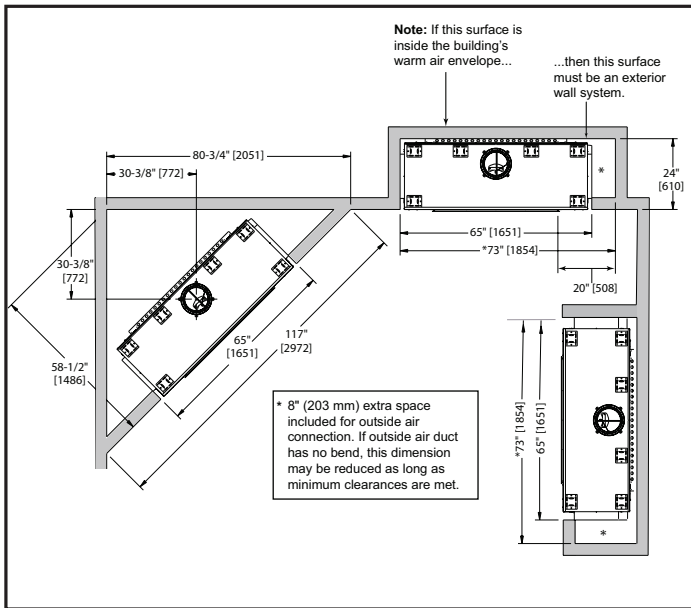 Note: If this surface is
inside the building's
warm air envelope...
...then this surface
must be an exterior
wall system.
80-3/4" [2051]
30-3/8" [772]
24"
[610]
*
65" [1651]
*73" [1854]
20" [508]
30-3/8"
[772]
65"
[1651]
117"
[2972]
58-1/2"
[1486]
*73" [1854]
65" [1651]
*
* 8" (203 mm) extra space
included for outside air
connection. If outside air duct
has no bend, this dimension
may be reduced as long as
minimum clearances are met.